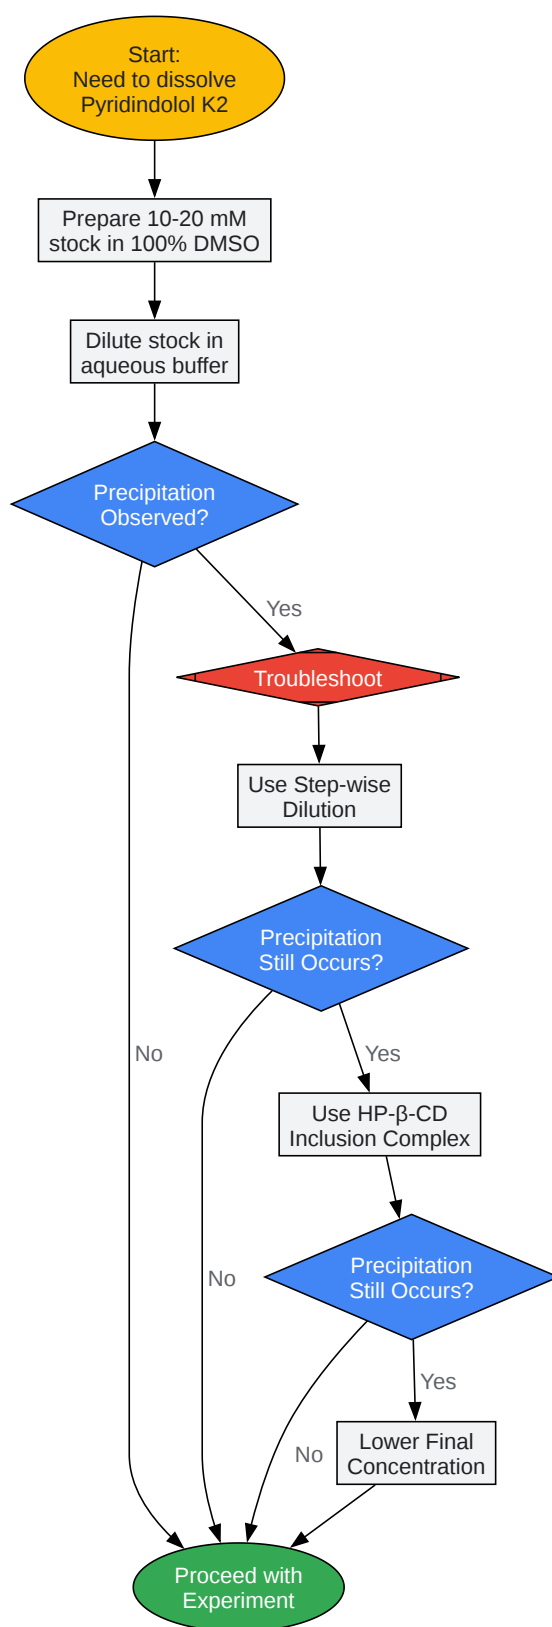 Start:
Need to dissolve
Pyridindolol K2
Prepare 10-20 mM
stock in 100% DMSO
Dilute stock in
aqueous buffer
Precipitation
Observed?
Yes
Troubleshoot
Use Step-wise
Dilution
Precipitation
Still Occurs?
No
Yes
Use HP-β-CD
Inclusion Complex
Precipitation
Still Occurs?
No
Yes
No
Lower Final
Concentration
Proceed with
Experiment